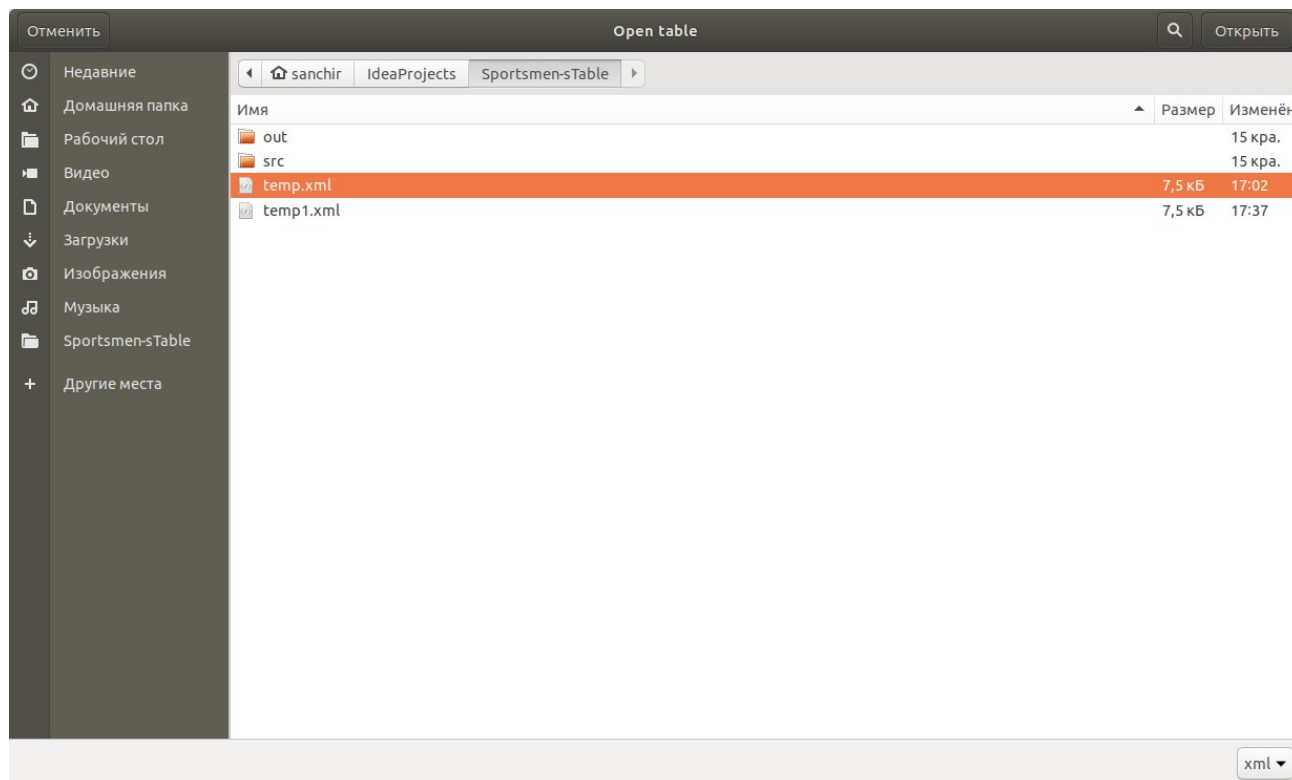 Отменить Open table Открыть
Недавние
Домашняя папка
Рабочий стол
Видео
Документы
Загрузки
Изображения
Музыка
Sportsmen-sTable
Другие места
sanchir IdeaProjects Sportsmen-sTable
Имя Размер Изменён
out 15 кра.
src 15 кра.
temp.xml 7,5 кБ 17:02
temp1.xml 7,5 кБ 17:37
xml